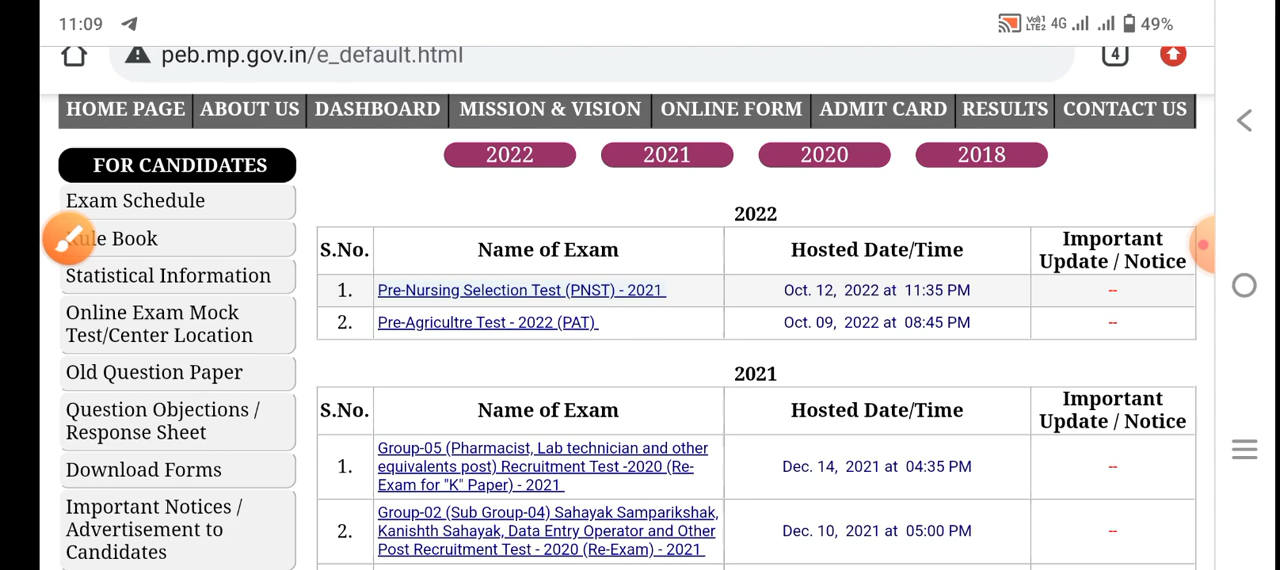 11:09
Vo))1 LTE2 4G 49%
peb.mp.gov.in/e_default.html
4
HOME PAGE ABOUT US DASHBOARD MISSION & VISION ONLINE FORM ADMIT CARD RESULTS CONTACT US
FOR CANDIDATES
Exam Schedule
ule Book
Statistical Information
Online Exam Mock
Test/Center Location
Old Question Paper
Question Objections /
Response Sheet
Download Forms
Important Notices /
Advertisement to
Candidates
2022 2021 2020 2018
2022
S.No. Name of Exam Hosted Date/Time Important
Update / Notice
1. Pre-Nursing Selection Test (PNST) - 2021 Oct. 12, 2022 at 11:35 PM --
2. Pre-Agricultre Test - 2022 (PAT) Oct. 09, 2022 at 08:45 PM --
2021
S.No. Name of Exam Hosted Date/Time Important
Update / Notice
Group-05 (Pharmacist, Lab technician and other
1. equivalents post) Recruitment Test -2020 (Re- Dec. 14, 2021 at 04:35 PM --
Exam for "K" Paper) - 2021
Group-02 (Sub Group-04) Sahayak Samparikshak,
2. Kanishth Sahayak, Data Entry Operator and Other Dec. 10, 2021 at 05:00 PM --
Post Recruitment Test - 2020 (Re-Exam) - 2021